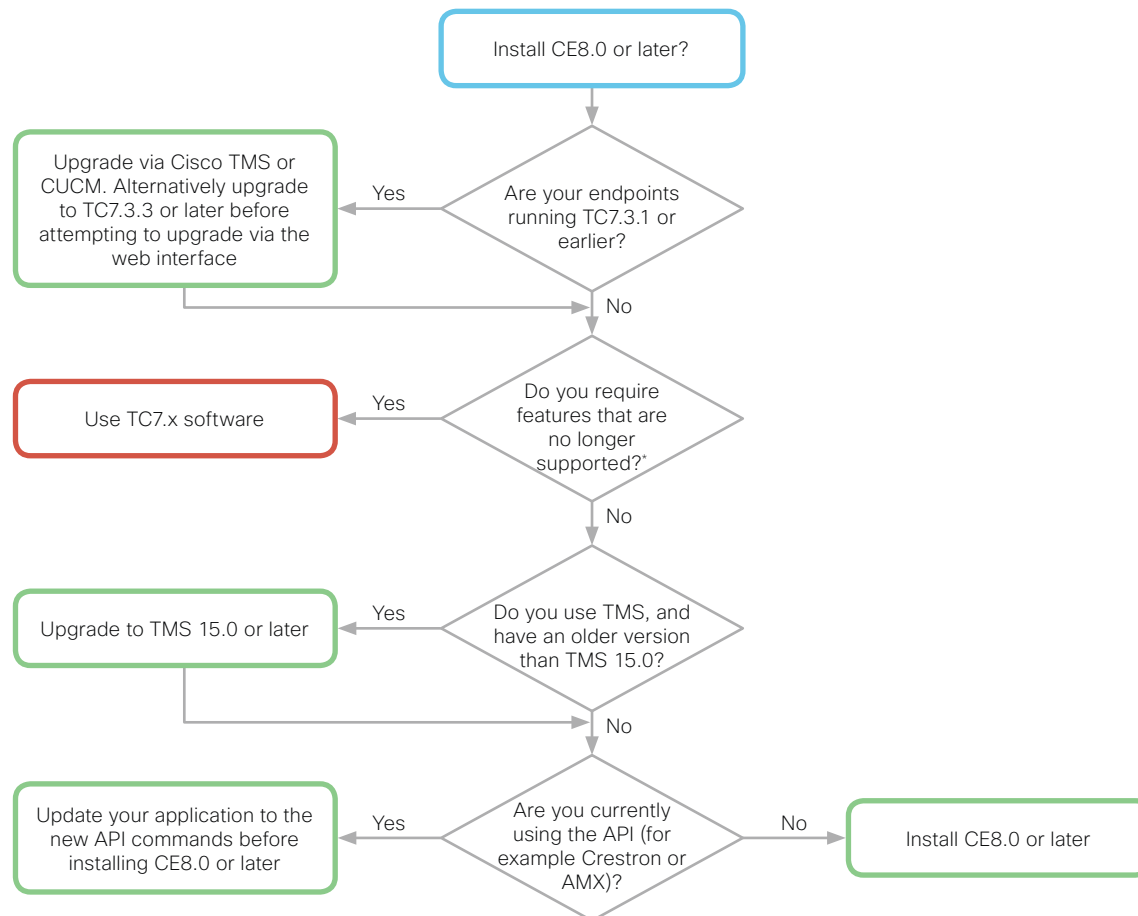 Install CE8.0 or later?
Upgrade via Cisco TMS or
CUCM. Alternatively upgrade
to TC7.3.3 or later before
attempting to upgrade via the
web interface
Yes
Are your endpoints
running TC7.3.1 or
earlier?
No
Use TC7.x software
Yes
Do you require
features that are
no longer
supported?*
No
Upgrade to TMS 15.0 or later
Yes
Do you use TMS, and
have an older version
than TMS 15.0?
No
Update your application to the
new API commands before
installing CE8.0 or later
Yes
Are you currently
using the API (for
example Crestron or
AMX)?
No
Install CE8.0 or later